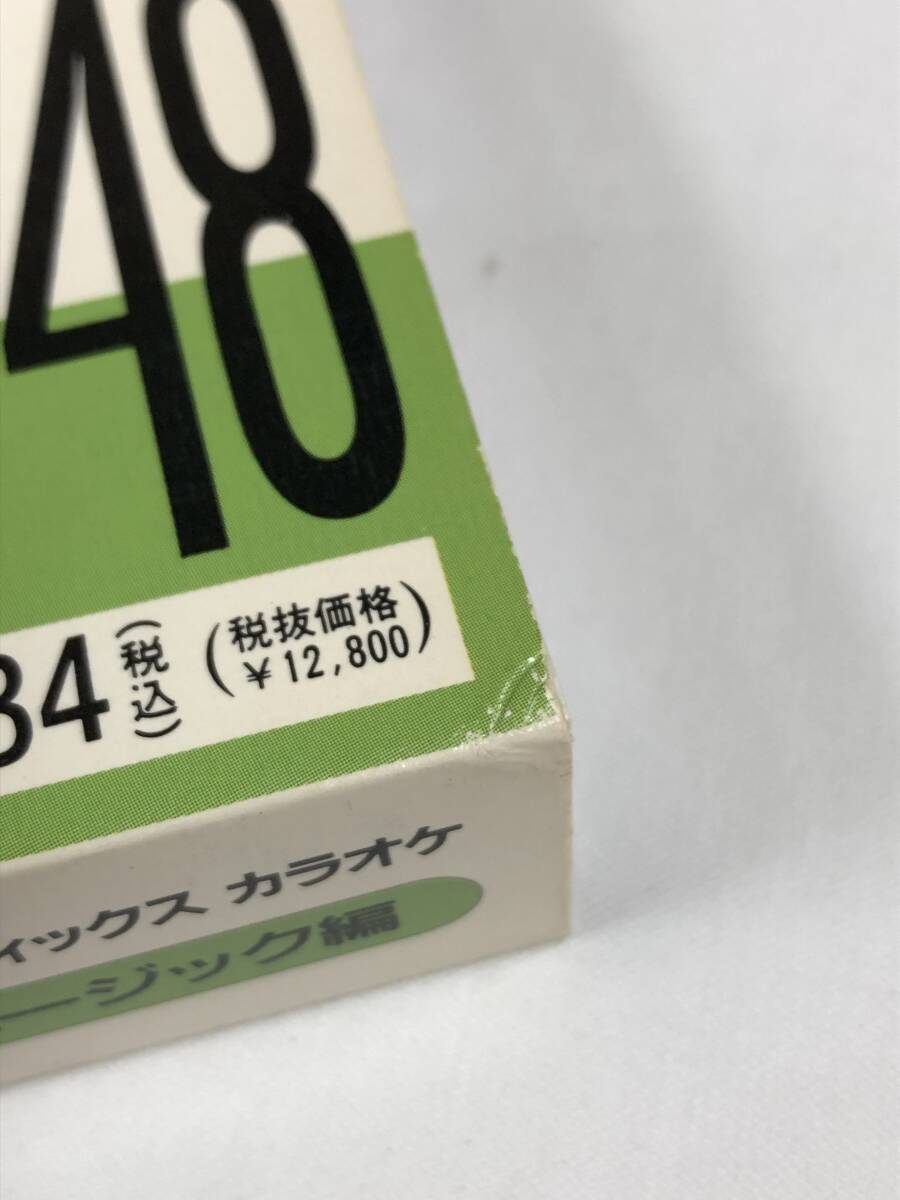 48
84(税込)(税抜価格
¥12,800)
ィックス カラオケ
ージック編